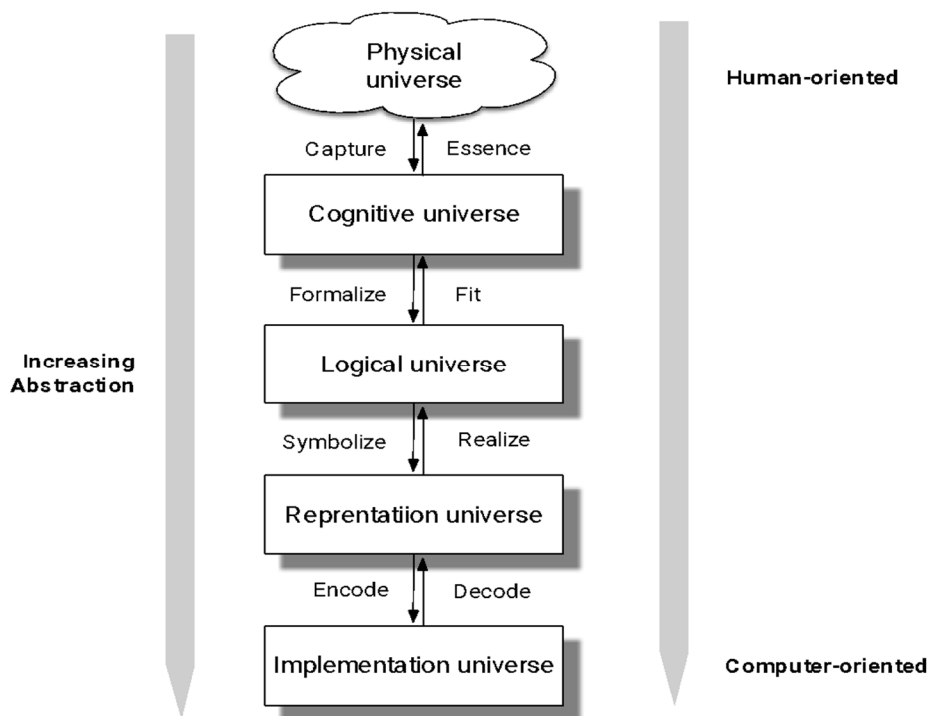 Physical
universe
Human-oriented
Capture
Essence
Cognitive universe
Formalize
Fit
Increasing
Abstraction
Logical universe
Symbolize
Realize
Reprentatiion universe
Encode
Decode
Implementation universe
Computer-oriented